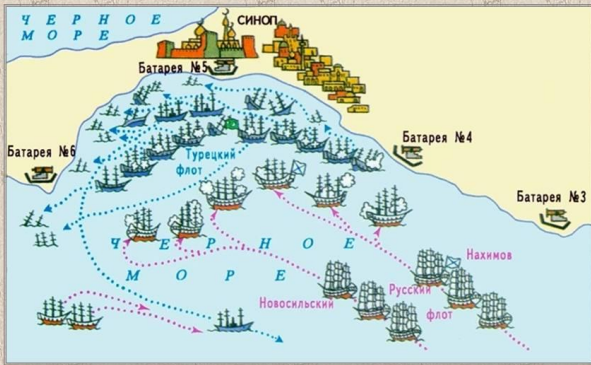 ЧЕРНОЕ
МОРЕ
СИНОП
Батарея №5
Батарея №4
Батарея №6
Турецкий
флот
Батарея №3
ЧЕРНОЕ
МОРЕ
Нахимов
Новосильский
Русский
флот